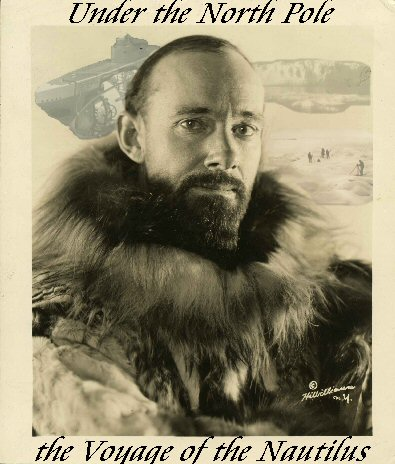 Under the North Pole
©
N.Y.
the Voyage of the Nautilus